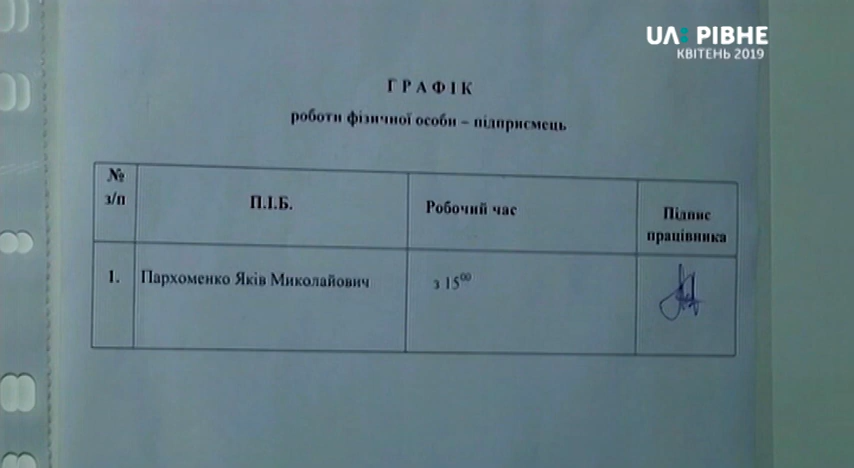 UA: РІВНЕ
КВІТЕНЬ 2019
ГРАФІК
роботи фізичної особи – підприємець
№ з/п
П.І.Б.
Робочий час
Підпис працівника
1.
Пархоменко Яків Миколайович
з 15⁰⁰